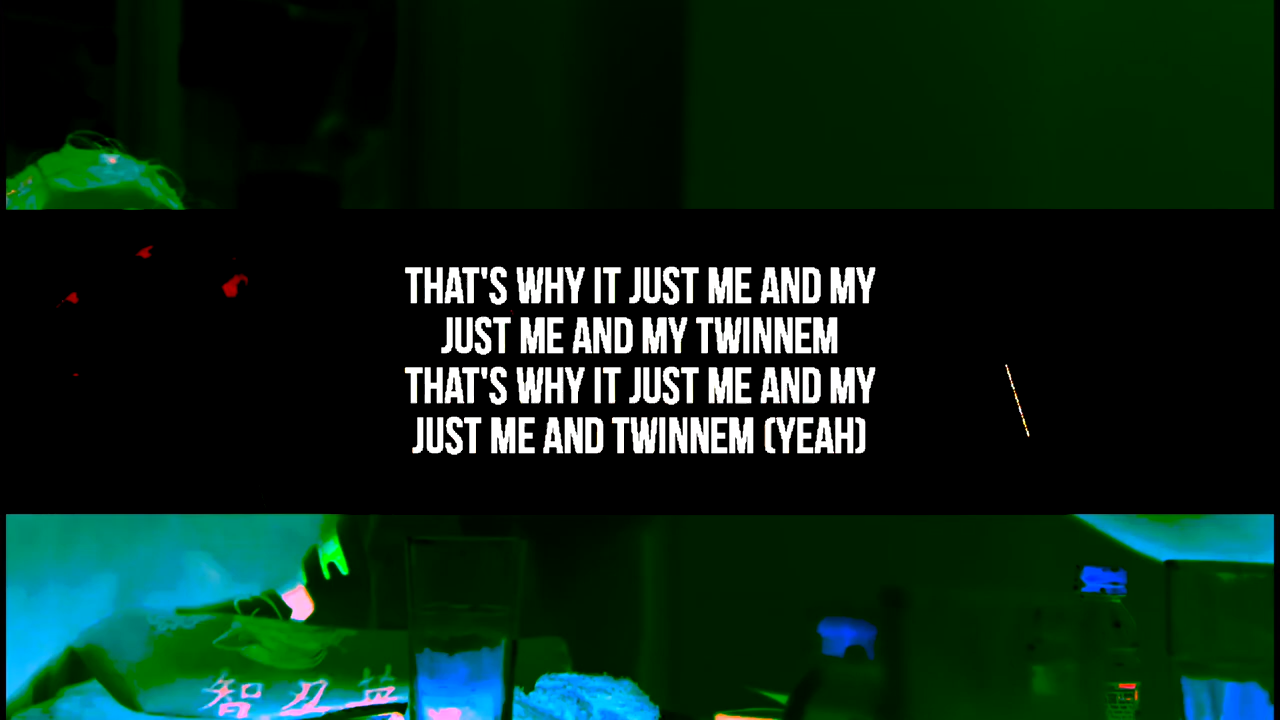 THAT'S WHY IT JUST ME AND MY
JUST ME AND MY TWINNEM
THAT'S WHY IT JUST ME AND MY
JUST ME AND TWINNEM (YEAH)
智